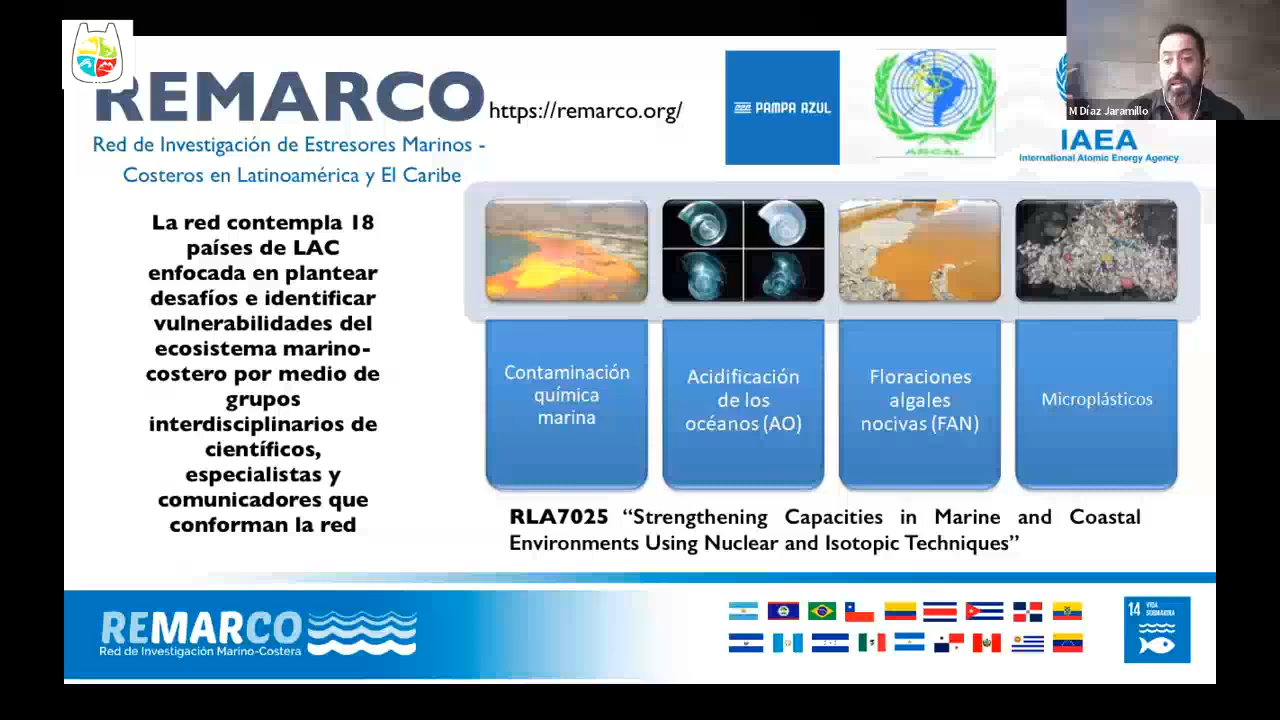 REMARCO
https://remarco.org/
Red de Investigación de Estresores Marinos -
Costeros en Latinoamérica y El Caribe
PAMPA AZUL
ARCAL
M Díaz Jaramillo
IAEA
International Atomic Energy Agency
La red contempla 18
países de LAC
enfocada en plantear
desafíos e identificar
vulnerabilidades del
ecosistema marino-
costero por medio de
grupos
interdisciplinarios de
científicos,
especialistas y
comunicadores que
conforman la red
Contaminación
química
marina
Acidificación
de los
océanos (AO)
Floraciones
algales
nocivas (FAN)
Microplásticos
RLA7025 “Strengthening Capacities in Marine and Coastal
Environments Using Nuclear and Isotopic Techniques”
REMARCO
Red de Investigación Marino-Costera
14 VIDA
SUBMARINA